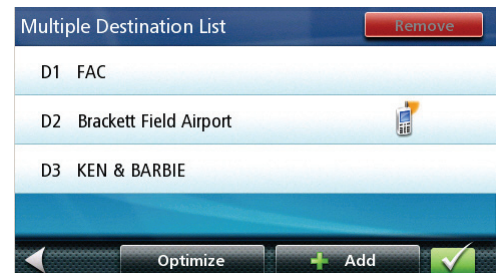 Multiple Destination List Remove
D1 FAC
D2 Brackett Field Airport
D3 KEN & BARBIE
Optimize Add